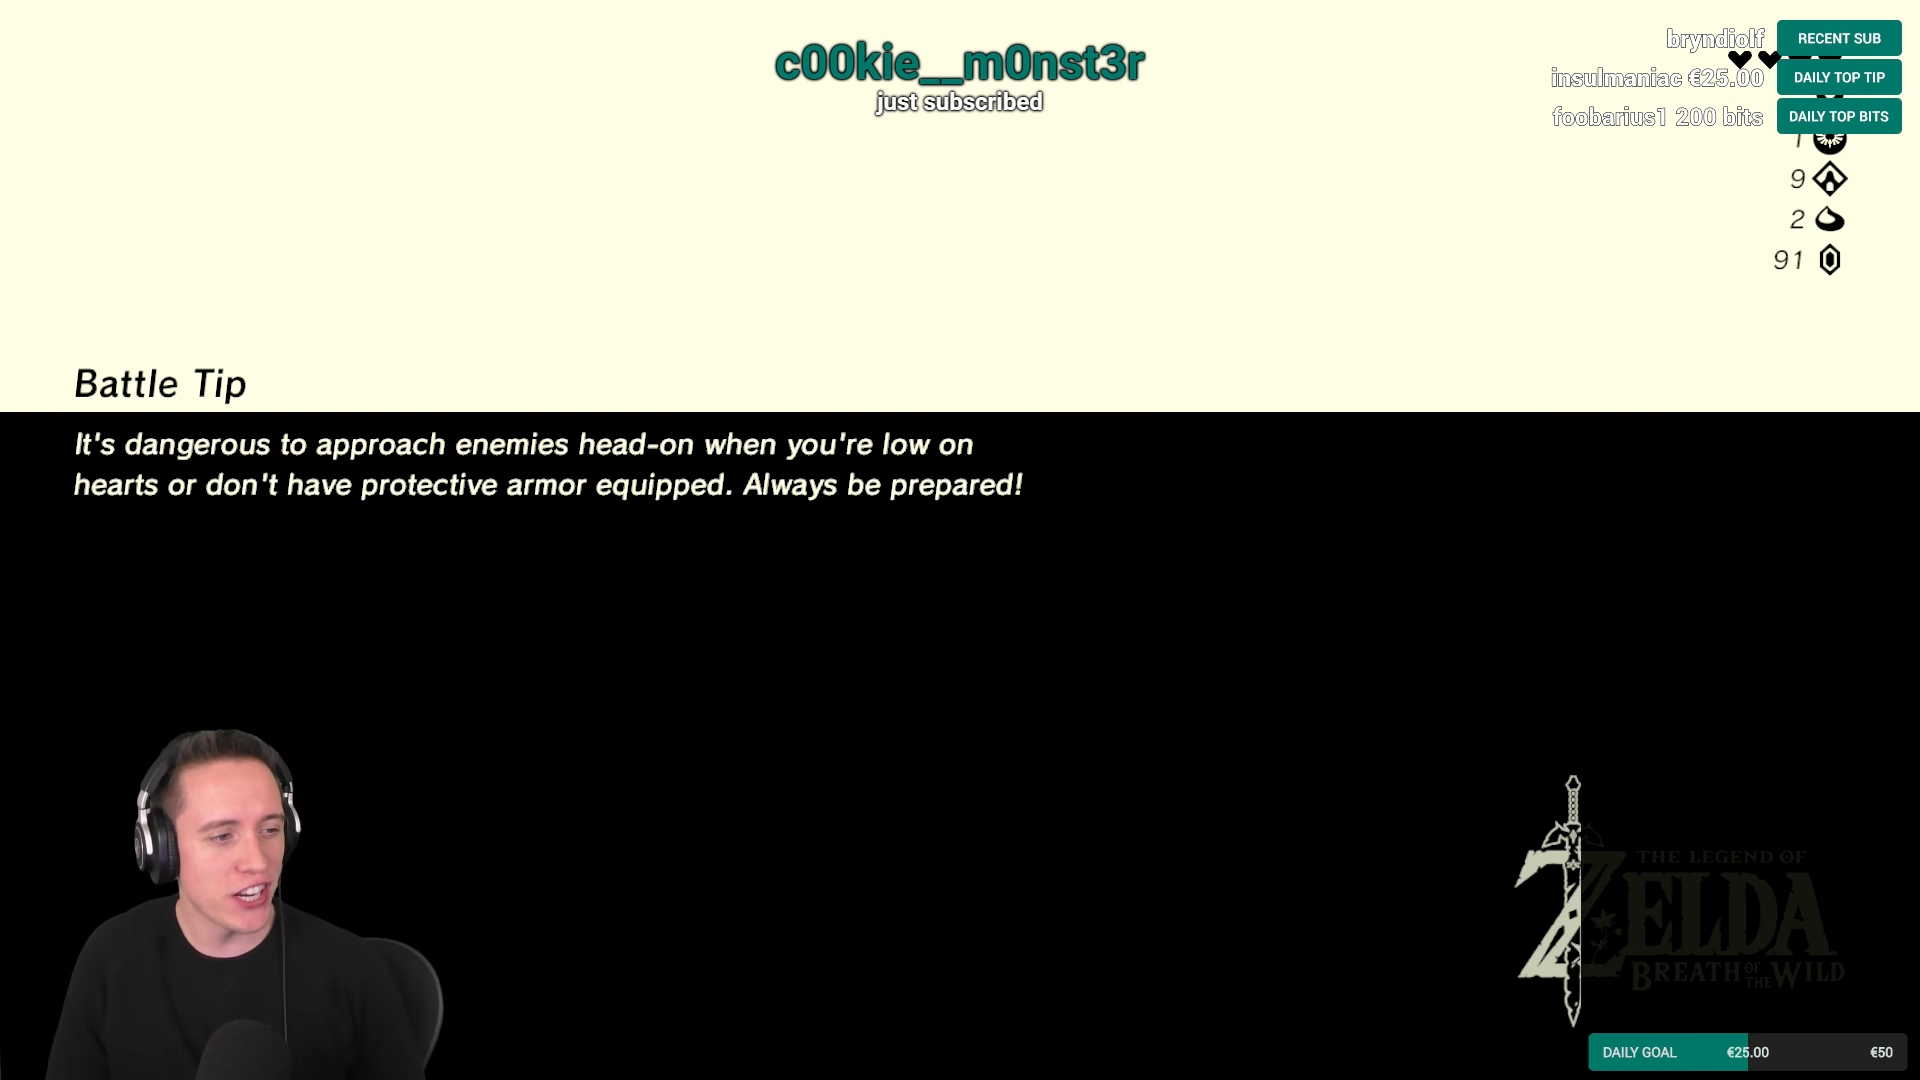 c00kie__m0nst3r
just subscribed
bryndiolf RECENT SUB
insulmaniac €25.00 DAILY TOP TIP
foobarius1 200 bits DAILY TOP BITS
1
9
2
91
Battle Tip
It's dangerous to approach enemies head-on when you're low on
hearts or don't have protective armor equipped. Always be prepared!
THE LEGEND OF
ZELDA
BREATH OF THE WILD
DAILY GOAL €25.00 €50